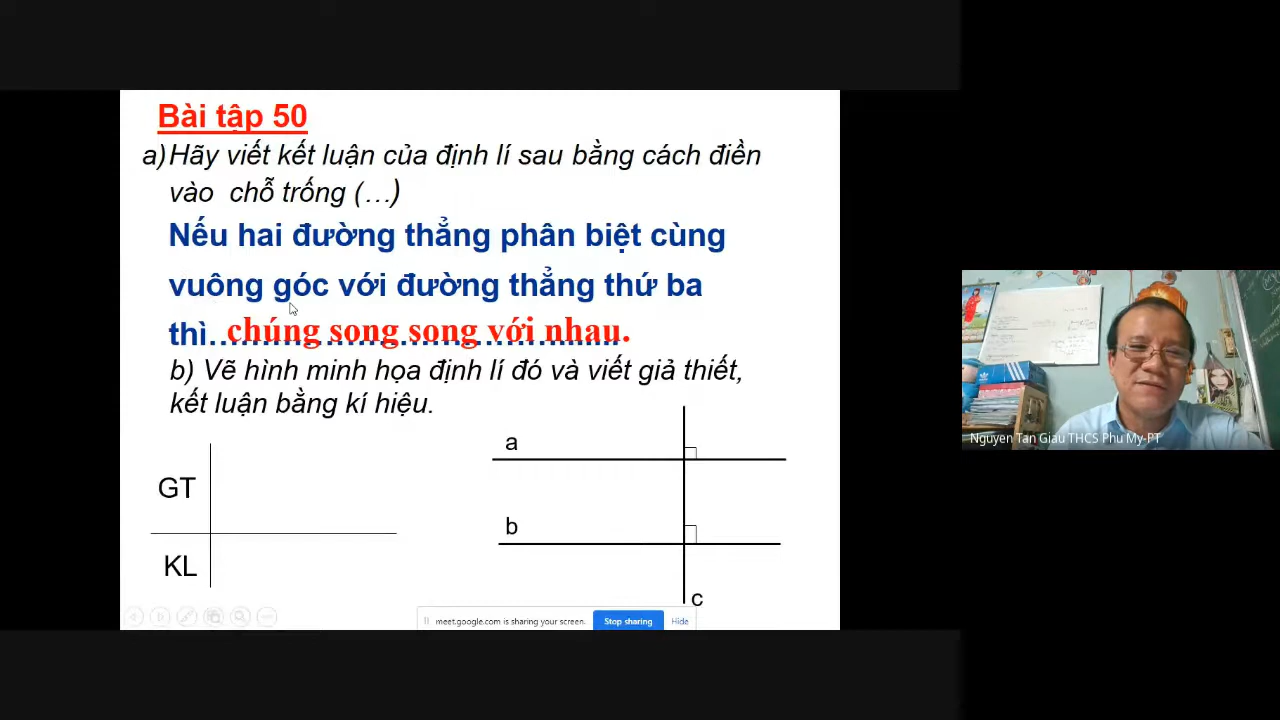 Bài tập 50
a)Hãy viết kết luận của định lí sau bằng cách điền
vào chỗ trống (…)
Nếu hai đường thẳng phân biệt cùng
vuông góc với đường thẳng thứ ba
thì…chúng song song với nhau.
b) Vẽ hình minh họa định lí đó và viết giả thiết,
kết luận bằng kí hiệu.
GT
KL
a
b
c
meet.google.com is sharing your screen.
Stop sharing
Hide
Nguyen Tan Giau THCS Phu My-PT